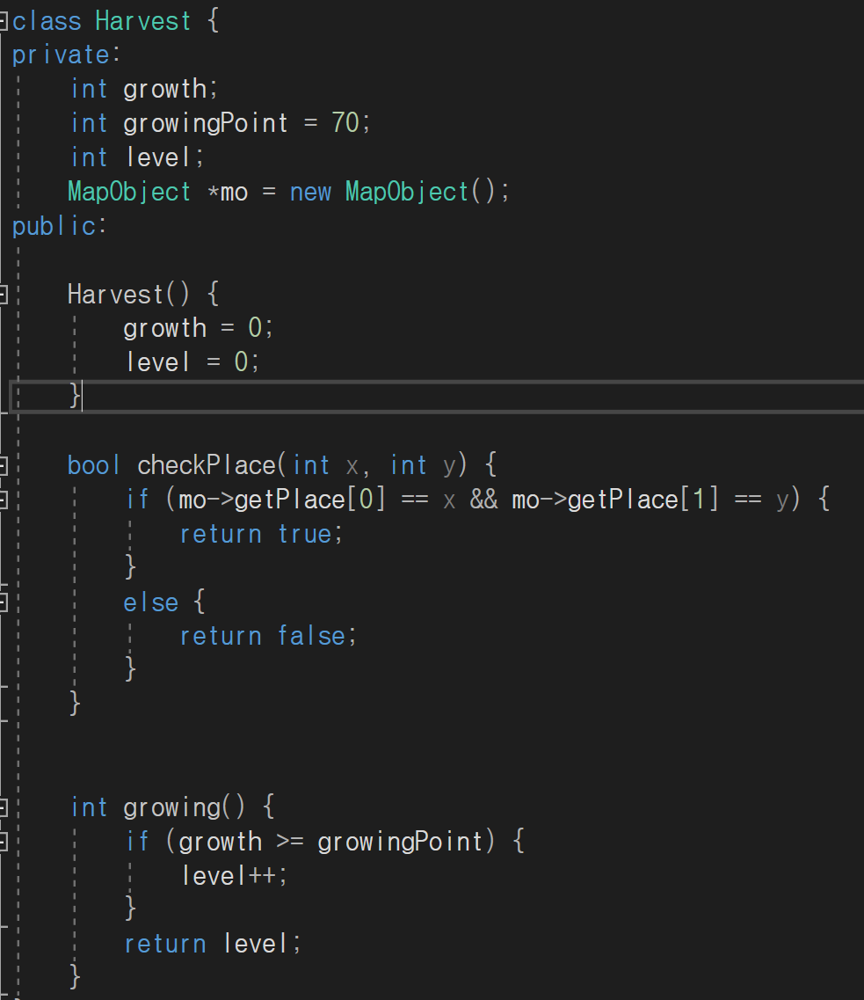 class Harvest {
private:
    int growth;
    int growingPoint = 70;
    int level;
    MapObject *mo = new MapObject();
public:
    Harvest() {
        growth = 0;
        level = 0;
    }
    bool checkPlace(int x, int y) {
        if (mo->getPlace[0] == x && mo->getPlace[1] == y) {
            return true;
        }
        else {
            return false;
        }
    }
    int growing() {
        if (growth >= growingPoint) {
            level++;
        }
        return level;
    }